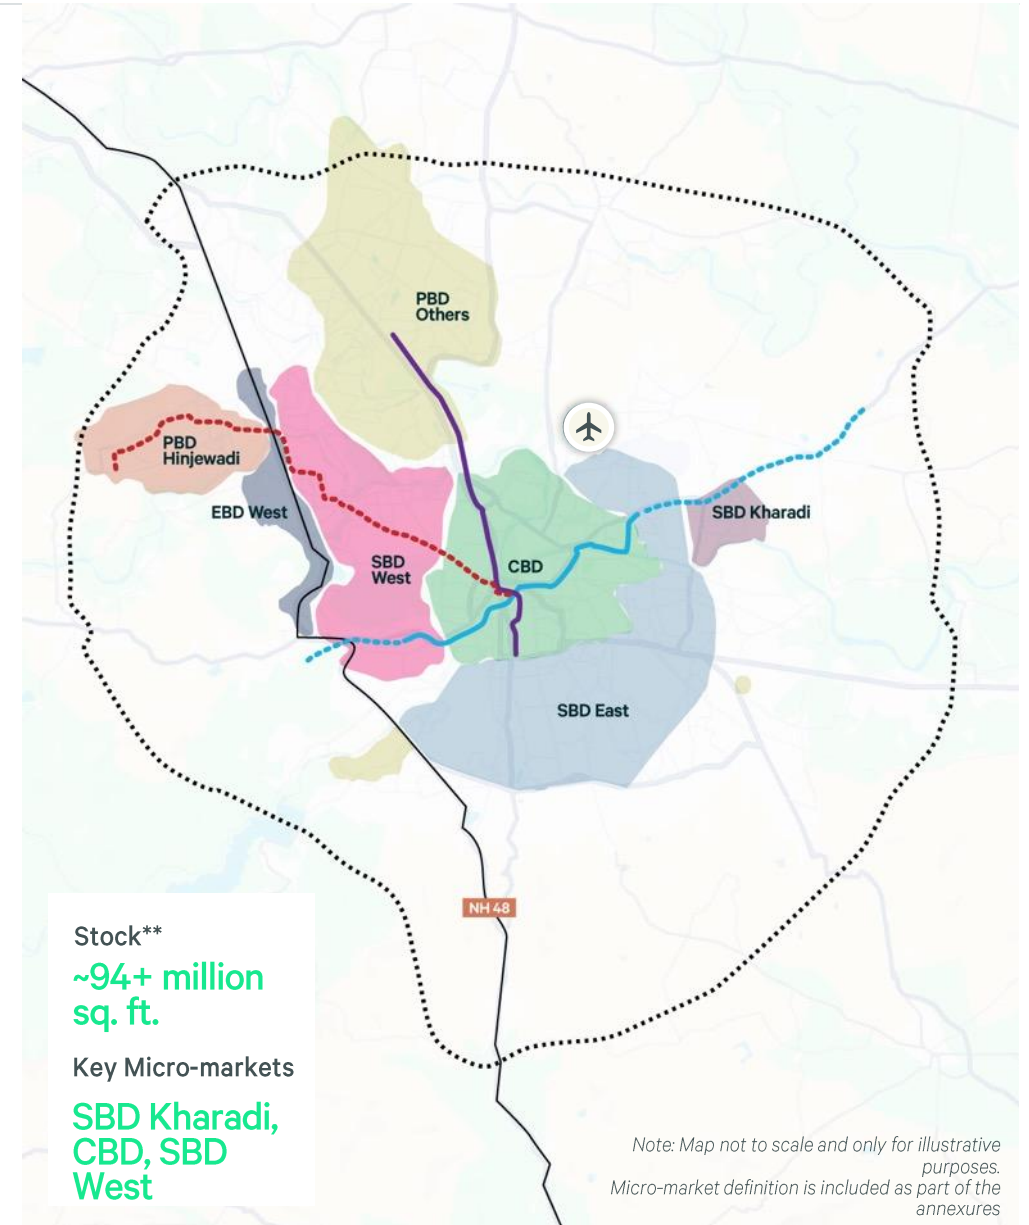 PBD
Others
PBD
Hinjewadi
EBD West
SBD Kharadi
SBD
West
CBD
SBD East
NH 48
Stock**
~94+ million
sq. ft.
Key Micro-markets
SBD Kharadi,
CBD, SBD
West
Note: Map not to scale and only for illustrative
purposes.
Micro-market definition is included as part of the
annexures